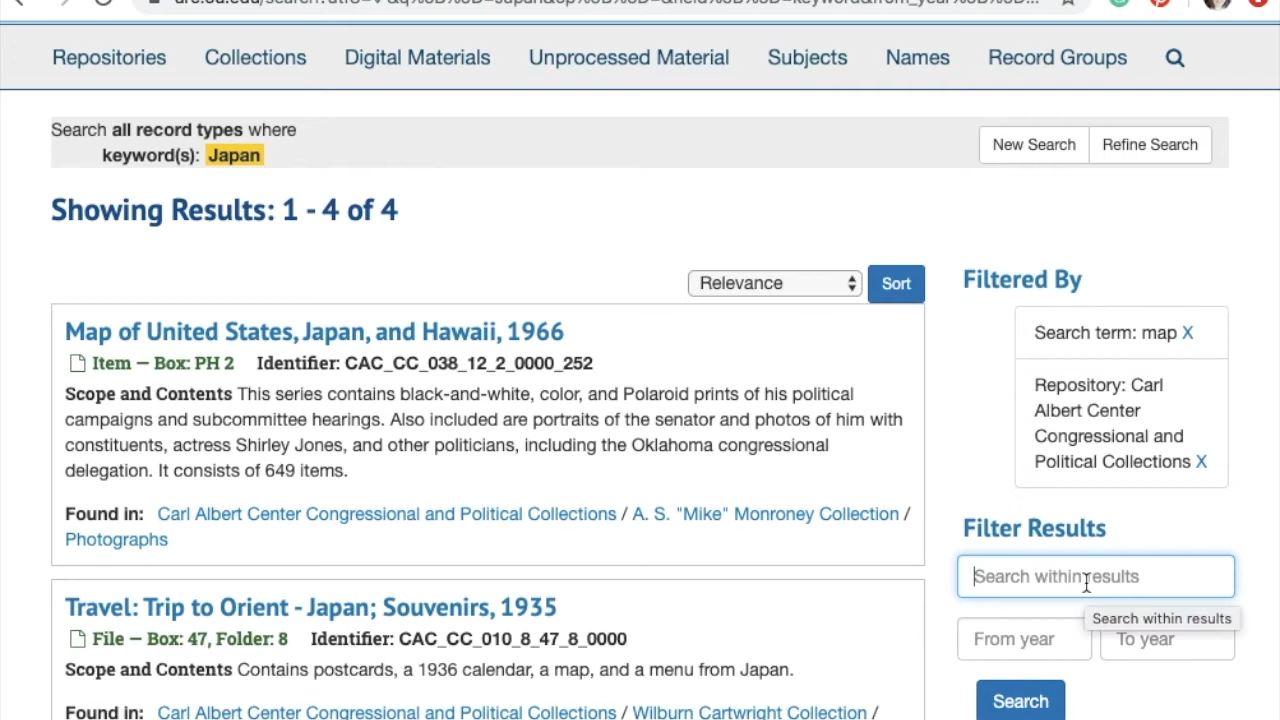 Repositories Collections Digital Materials Unprocessed Material Subjects Names Record Groups
Search all record types where
keyword(s): Japan
New Search Refine Search
Showing Results: 1 - 4 of 4
Relevance Sort
Map of United States, Japan, and Hawaii, 1966
Item — Box: PH 2 Identifier: CAC_CC_038_12_2_0000_252
Scope and Contents This series contains black-and-white, color, and Polaroid prints of his political
campaigns and subcommittee hearings. Also included are portraits of the senator and photos of him with
constituents, actress Shirley Jones, and other politicians, including the Oklahoma congressional
delegation. It consists of 649 items.
Found in: Carl Albert Center Congressional and Political Collections / A. S. "Mike" Monroney Collection /
Photographs
Travel: Trip to Orient - Japan; Souvenirs, 1935
File — Box: 47, Folder: 8 Identifier: CAC_CC_010_8_47_8_0000
Scope and Contents Contains postcards, a 1936 calendar, a map, and a menu from Japan.
Found in: Carl Albert Center Congressional and Political Collections / Wilburn Cartwright Collection /
Filtered By
Search term: map X
Repository: Carl
Albert Center
Congressional and
Political Collections X
Filter Results
Search within results
Search within results
From year To year
Search